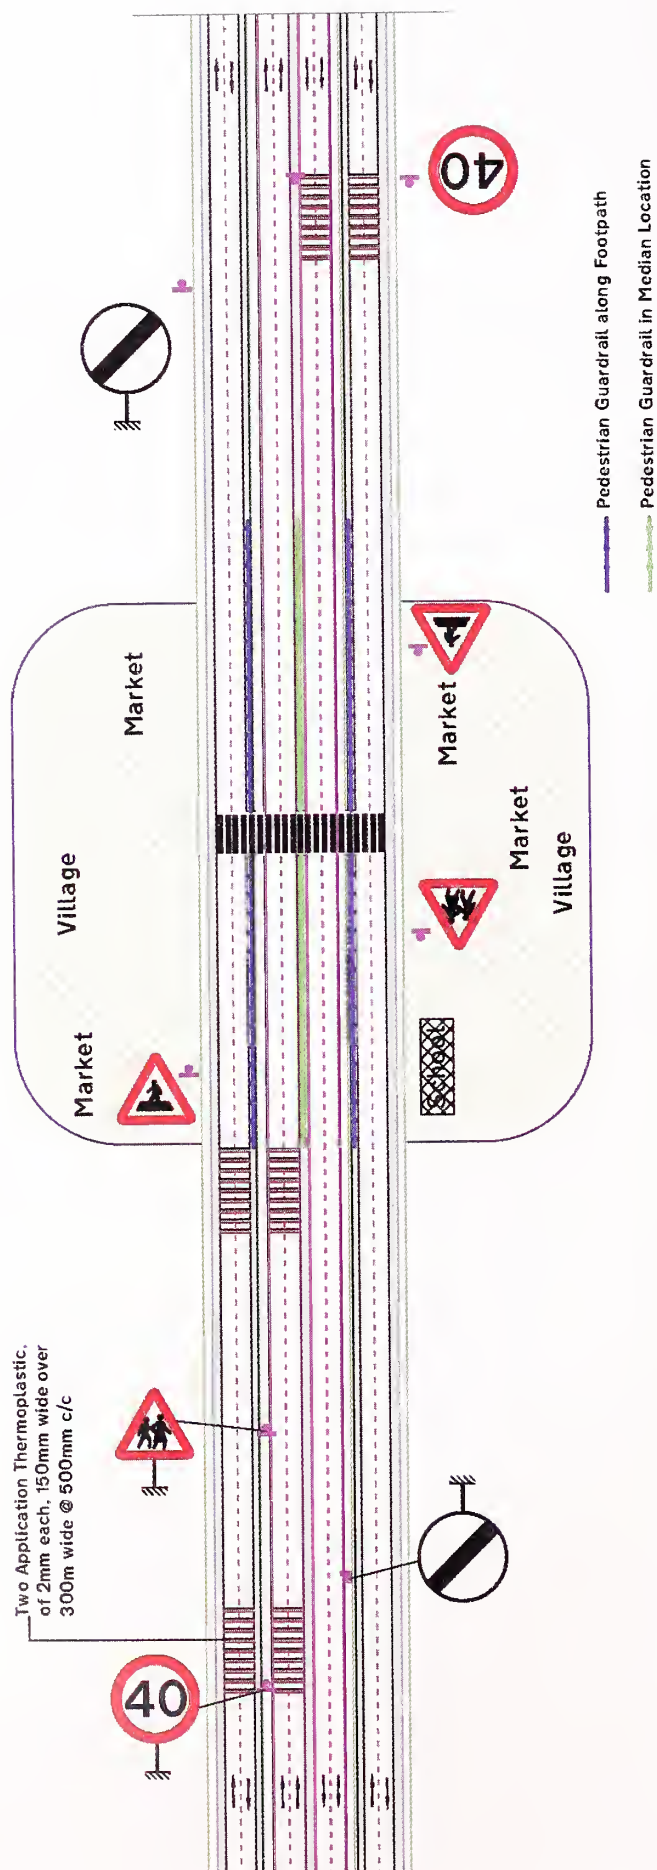 Two Application Thermoplastic.
of 2mm each, 150mm wide over
300m wide @ 500mm c/c
40
40
Market
Village
Market
School
Market
Market
Village
Pedestrian Guardrail along Footpath
Pedestrian Guardrail in Median Location